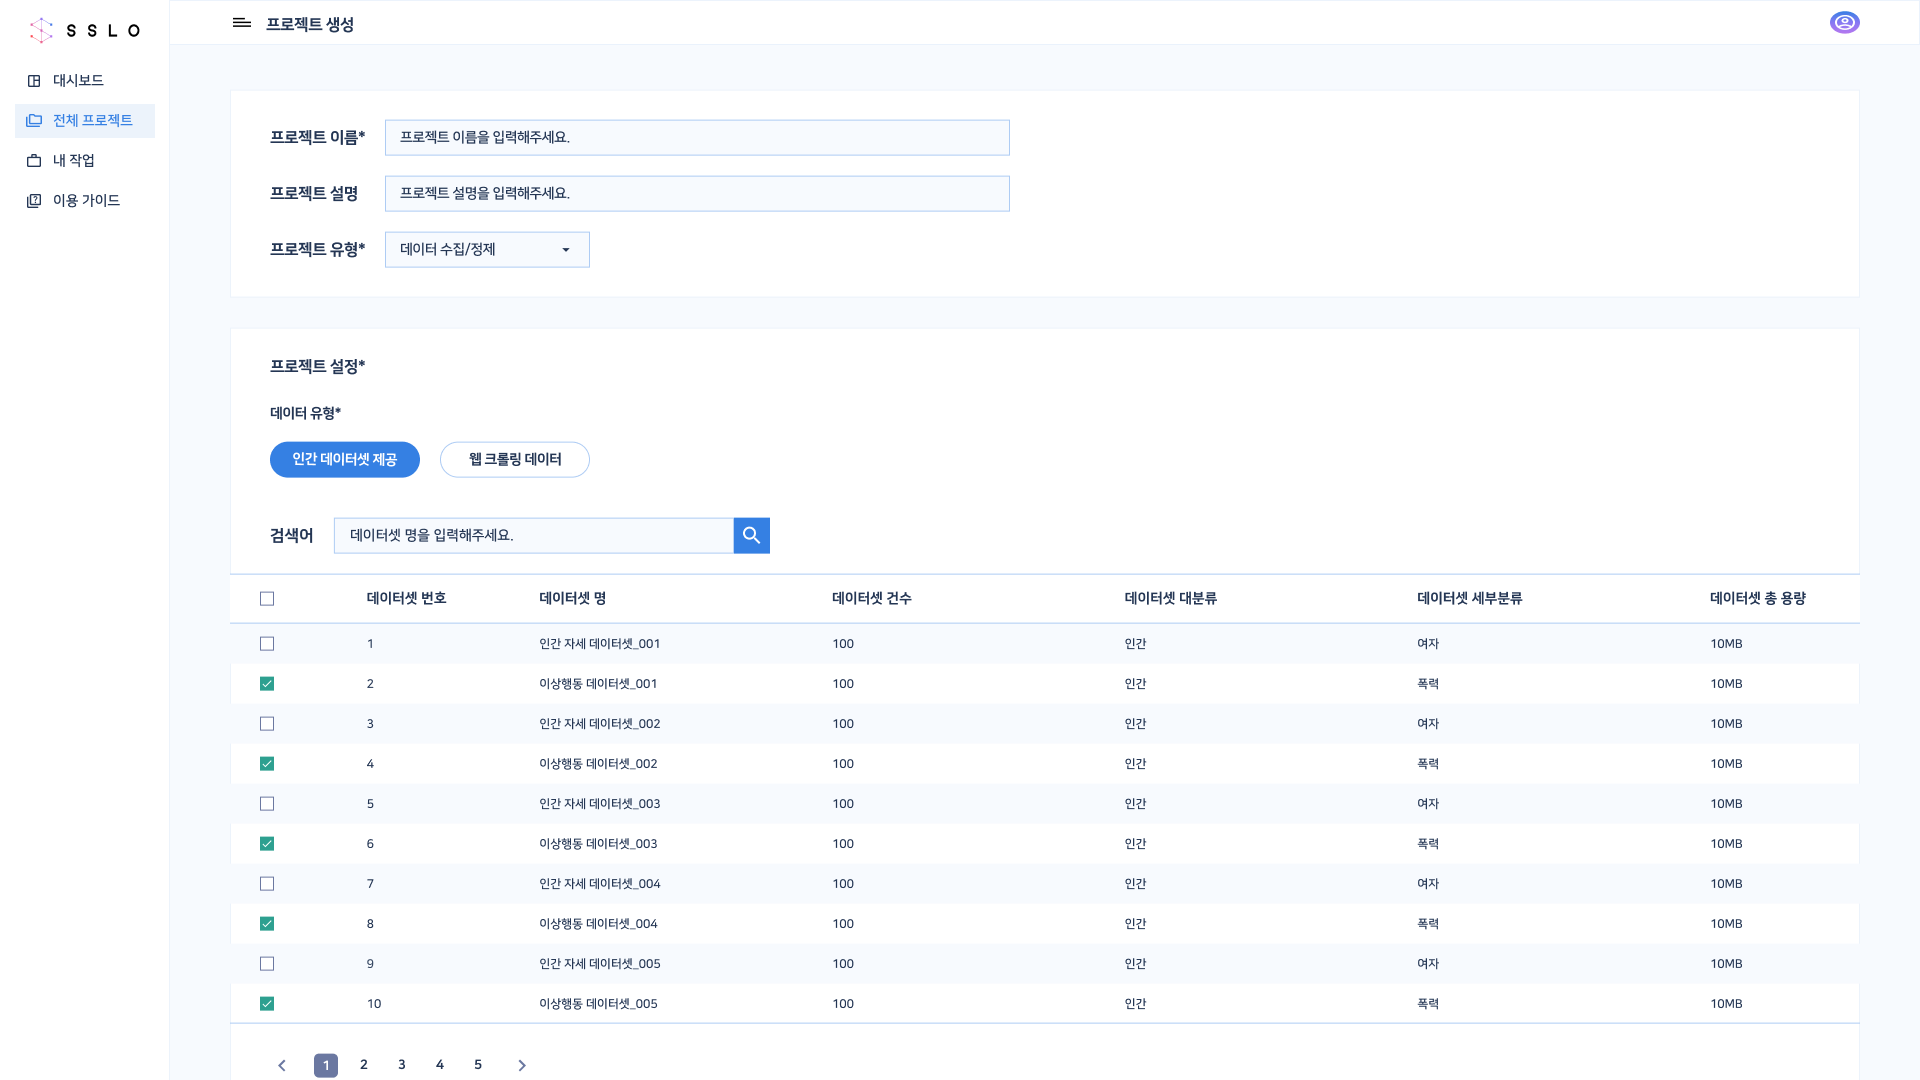 SSLO
대시보드
전체 프로젝트
내 작업
이용 가이드
프로젝트 생성
프로젝트 이름* 프로젝트 이름을 입력해주세요.
프로젝트 설명 프로젝트 설명을 입력해주세요.
프로젝트 유형* 데이터 수집/정제
프로젝트 설정*
데이터 유형*
인간 데이터셋 제공 웹 크롤링 데이터
검색어 데이터셋 명을 입력해주세요.
데이터셋 번호 데이터셋 명 데이터셋 건수 데이터셋 대분류 데이터셋 세부분류 데이터셋 총 용량
1 인간 자세 데이터셋_001 100 인간 여자 10MB
2 이상행동 데이터셋_001 100 인간 폭력 10MB
3 인간 자세 데이터셋_002 100 인간 여자 10MB
4 이상행동 데이터셋_002 100 인간 폭력 10MB
5 인간 자세 데이터셋_003 100 인간 여자 10MB
6 이상행동 데이터셋_003 100 인간 폭력 10MB
7 인간 자세 데이터셋_004 100 인간 여자 10MB
8 이상행동 데이터셋_004 100 인간 폭력 10MB
9 인간 자세 데이터셋_005 100 인간 여자 10MB
10 이상행동 데이터셋_005 100 인간 폭력 10MB
1 2 3 4 5